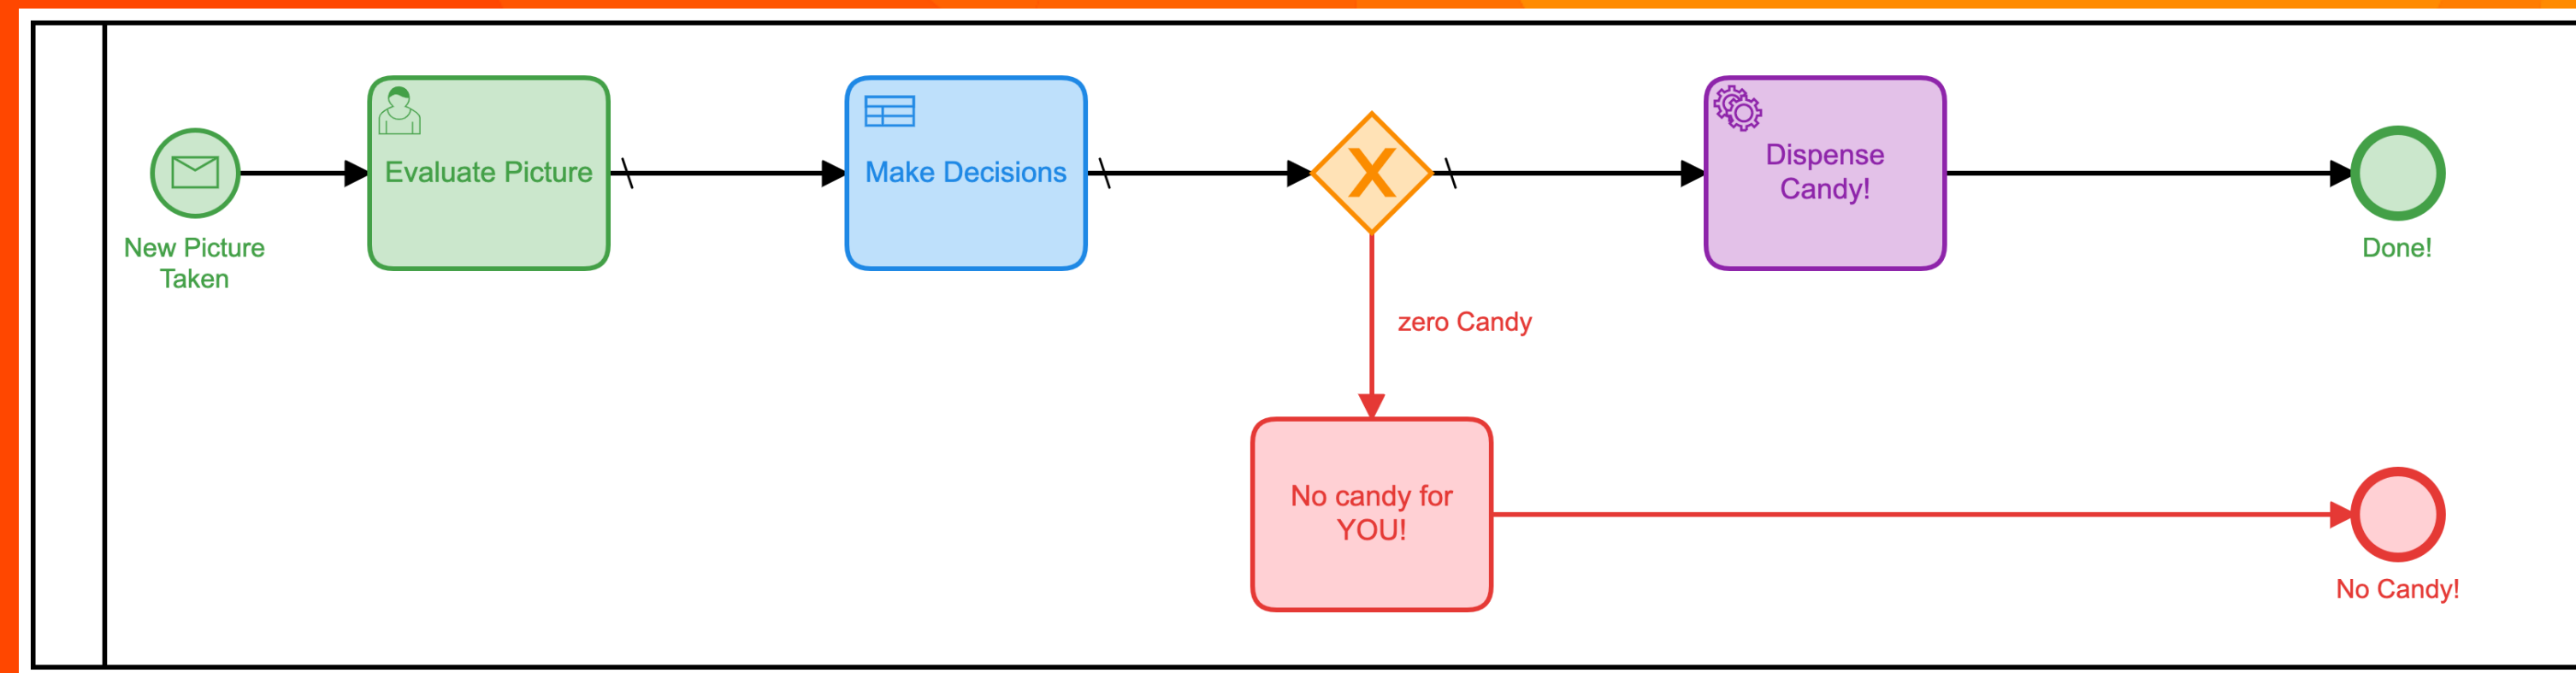 New Picture
Taken
Evaluate Picture
Make Decisions
X
Dispense
Candy!
Done!
zero Candy
No candy for
YOU!
No Candy!